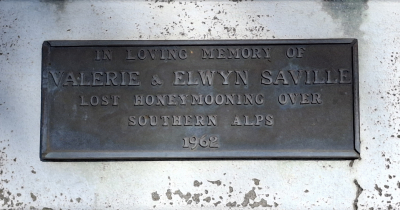 IN LOVING MEMORY OF
VALERIE & ELWYN SAVILLE
LOST HONEYMOONING OVER
SOUTHERN ALPS
1962